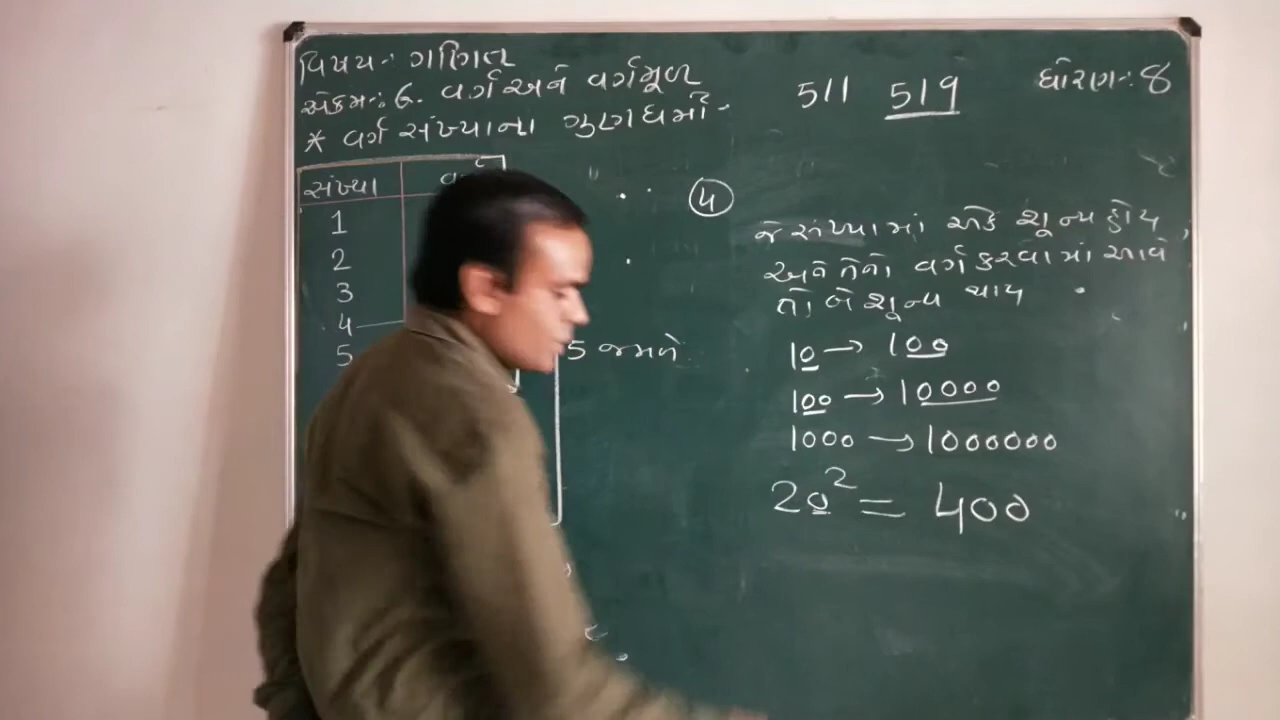 વિષય:- ગણિત
એકમ:- 6. વર્ગ અને વર્ગમૂળ
* વર્ગ સંખ્યાના ગુણધર્મો -
511 519
ધોરણ:- 8
સંખ્યા
1
2
3
4
5
5 જમને
4
જે સંખ્યામાં એક શૂન્ય હોય,
અને તેનો વર્ગ કરવામાં આવે
તો બે શૂન્ય થાય.
10 → 100
100 → 10000
1000 → 1000000
20² = 400